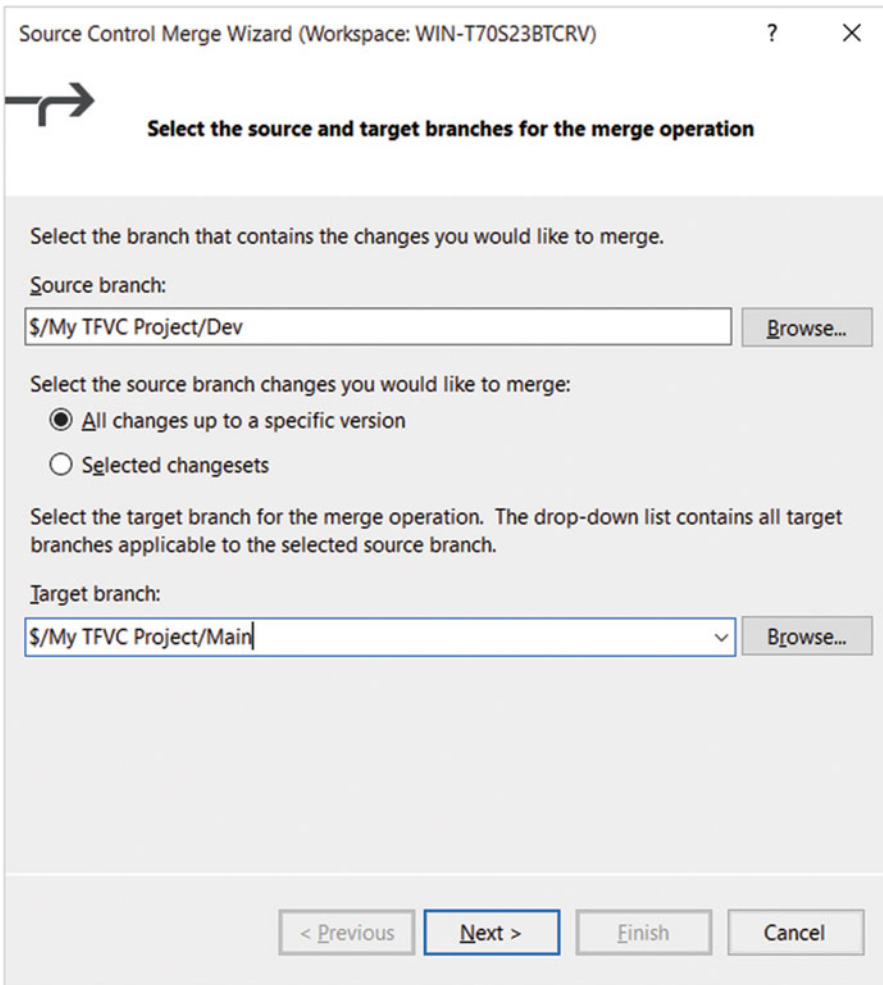 Source Control Merge Wizard (Workspace: WIN-T70S23BTCRV) ? ×
Select the source and target branches for the merge operation
Select the branch that contains the changes you would like to merge.
Source branch:
$/My TFVC Project/Dev Browse...
Select the source branch changes you would like to merge:
All changes up to a specific version
Selected changesets
Select the target branch for the merge operation. The drop-down list contains all target
branches applicable to the selected source branch.
Target branch:
$/My TFVC Project/Main Browse...
< Previous Next > Finish Cancel